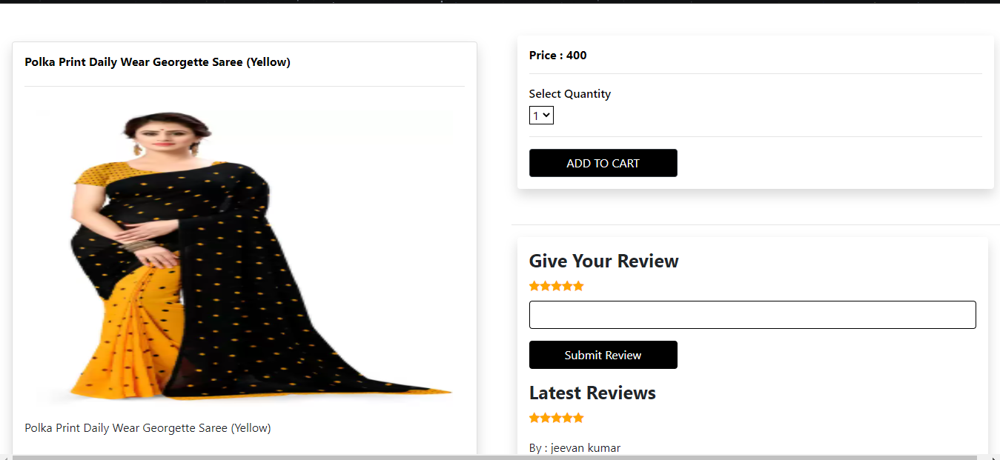 Polka Print Daily Wear Georgette Saree (Yellow)
Polka Print Daily Wear Georgette Saree (Yellow)
Price : 400
Select Quantity
1
ADD TO CART
Give Your Review
Submit Review
Latest Reviews
By : jeevan kumar